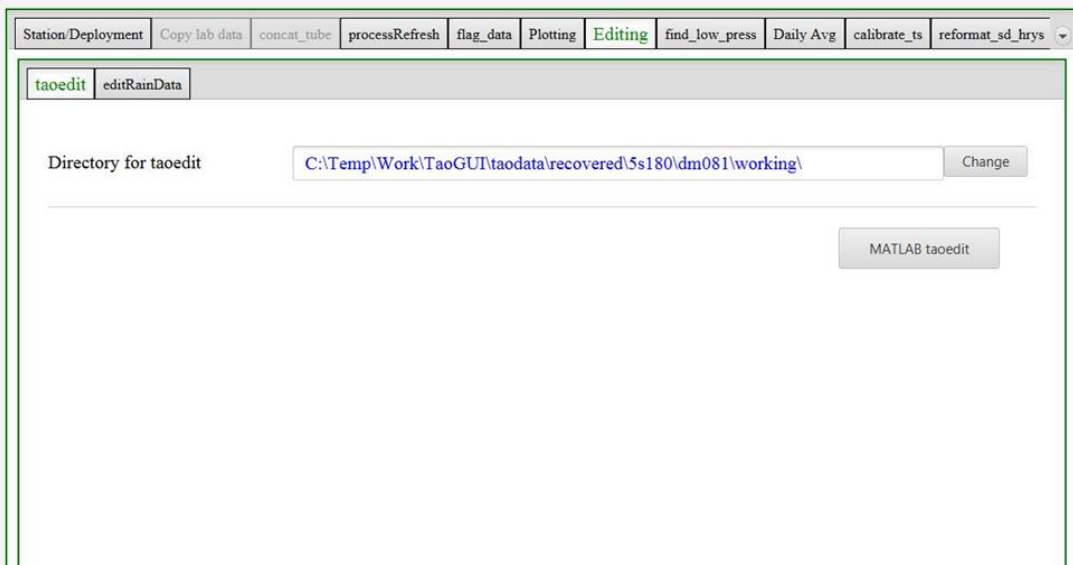 Station/Deployment Copy lab data concat_tube processRefresh flag_data Plotting Editing find_low_press Daily Avg calibrate_ts reformat_sd_hrys
taoedit editRainData
Directory for taoedit C:\Temp\Work\TaoGUI\taodata\recovered\5s180\dm081\working\ Change
MATLAB taoedit